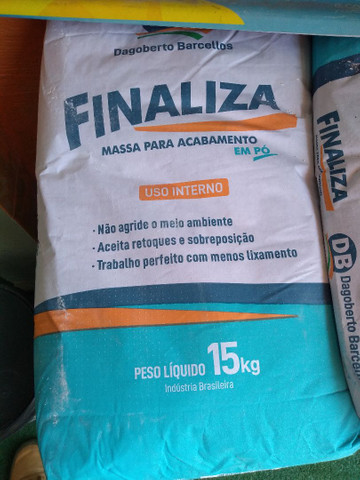 Dagoberto Barcellos
FINALIZA
MASSA PARA ACABAMENTO
EM PÓ
USO INTERNO
· Não agride o meio ambiente
· Aceita retoques e sobreposição
· Trabalho perfeito com menos lixamento
PESO LÍQUIDO 15kg
Indústria Brasileira
FINALIZA
DB
Dagoberto Barcellos